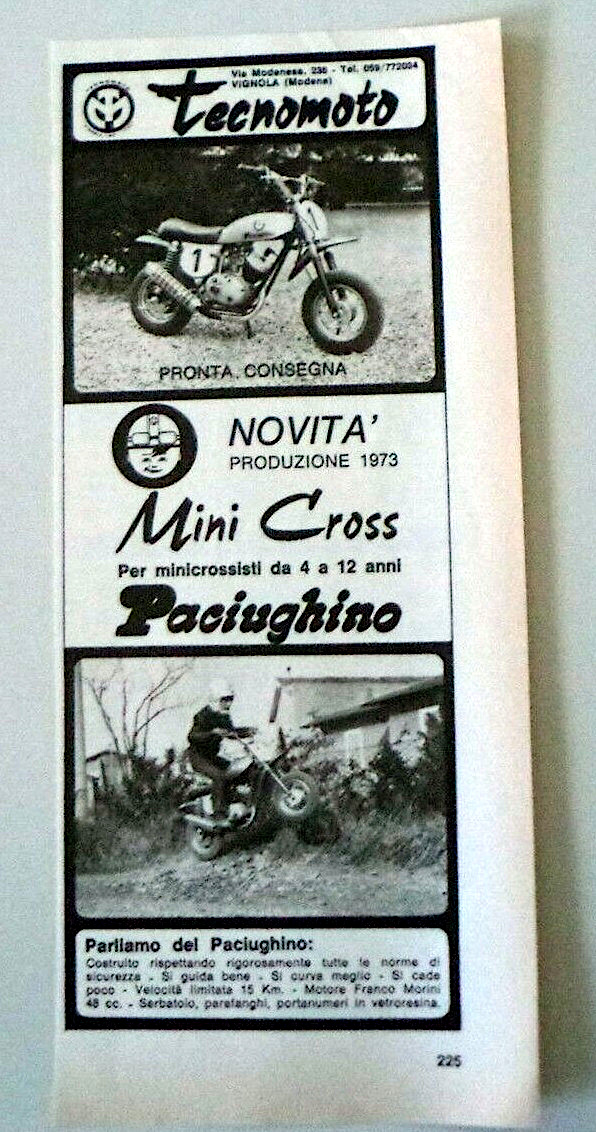 Via Modenese, 235 - Tel. 059/772024
VIGNOLA (Modena)
Tecnomoto
1
PRONTA CONSEGNA
NOVITA'
PRODUZIONE 1973
Mini Cross
Per minicrossisti da 4 a 12 anni
Paciughino
Parliamo del Paciughino:
Costruito rispettando rigorosamente tutte le norme di
sicurezza - Si guida bene - Si curva meglio - Si cade
poco - Velocità limitata 15 Km. - Motore Franco Morini
48 cc. - Serbatoio, parafanghi, portanumeri in vetroresina.
225